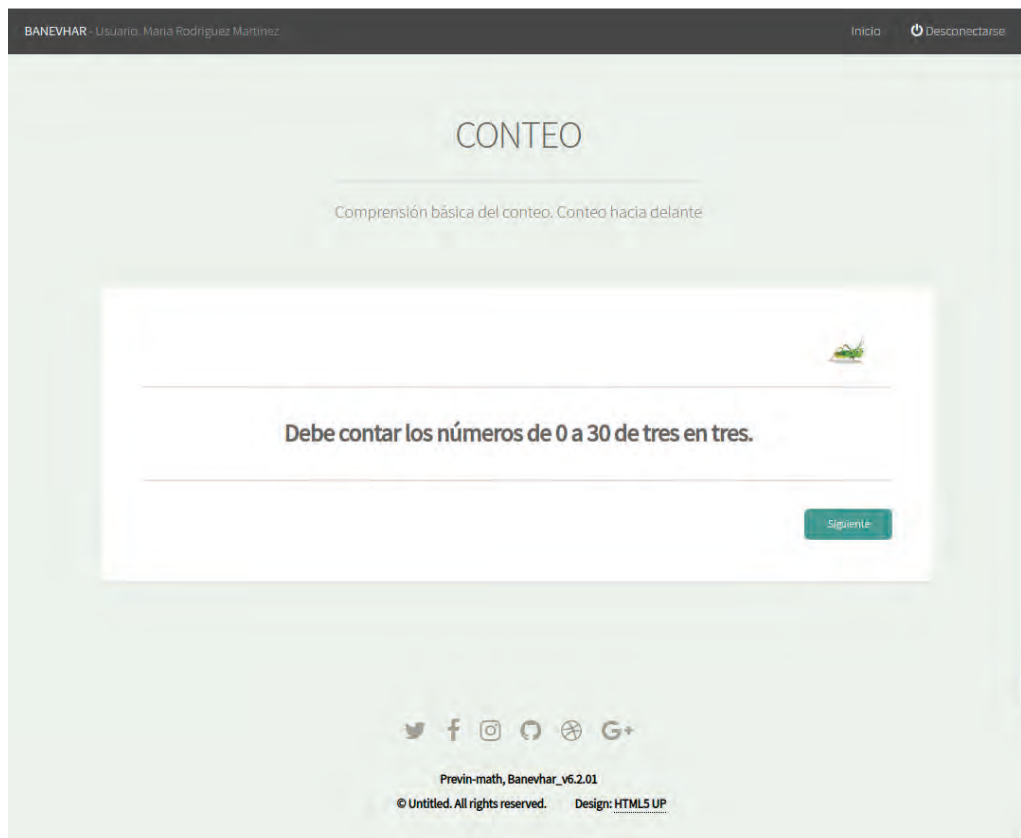 BANEVHAR - Usuario. Maria Rodriguez Martinez
Inicio Desconectarse
CONTEO
Comprensión básica del conteo. Conteo hacia delante
Debe contar los números de 0 a 30 de tres en tres.
Siguiente
Previn-math, Banevhar_v6.2.01
© Untitled. All rights reserved. Design: HTML5 UP